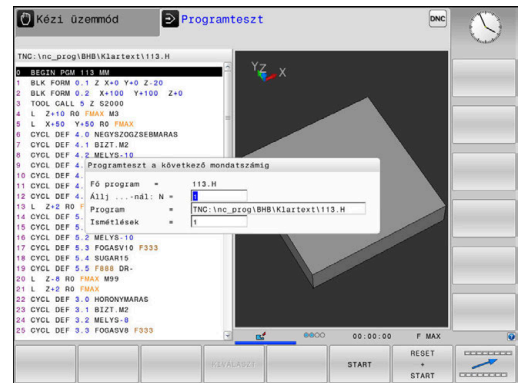 Kézi üzemmód
Programteszt
DNC
TNC:\nc_prog\BHB\Klartext\113.H
0 BEGIN PGM 113 MM
1 BLK FORM 0.1 Z X+0 Y+0 Z-20
2 BLK FORM 0.2 X+100 Y+100 Z+0
3 TOOL CALL 5 Z S2000
4 L Z+10 R0 FMAX M3
5 L X+50 Y+50 R0 FMAX
6 CYCL DEF 4.0 NEGYSZOGZSEBMARAS
7 CYCL DEF 4.1 BIZT.M2
8 CYCL DEF 4.2 MELYS-10
9 CYCL DEF 4.
10 CYCL DEF 4.
11 CYCL DEF 4.
12 CYCL DEF 4.
13 L Z+2 R0
14 CYCL DEF 5.
15 CYCL DEF 5.
16 CYCL DEF 5.2 MELYS-10
17 CYCL DEF 5.3 FOGASV10 F333
18 CYCL DEF 5.4 SUGAR15
19 CYCL DEF 5.5 F888 DR-
20 L Z-8 R0 FMAX M99
21 L Z+2 R0 FMAX
22 CYCL DEF 3.0 HORONYMARAS
23 CYCL DEF 3.1 BIZT.M2
24 CYCL DEF 3.2 MELYS-8
25 CYCL DEF 3.3 FOGASV8 F333
Programteszt a következő mondatszámig
Fő program = 113.H
Állj ...-nál: N = 1
Program = TNC:\nc_prog\BHB\Klartext\113.H
Ismétlések = 1
Y Z X
00:00:00 F MAX
START
RESET
+
START